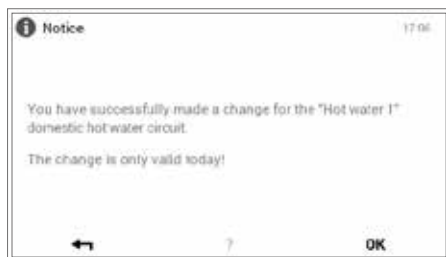 Notice 17:06
You have successfully made a change for the "Hot water 1"
domestic hot water circuit.
The change is only valid today!
? OK